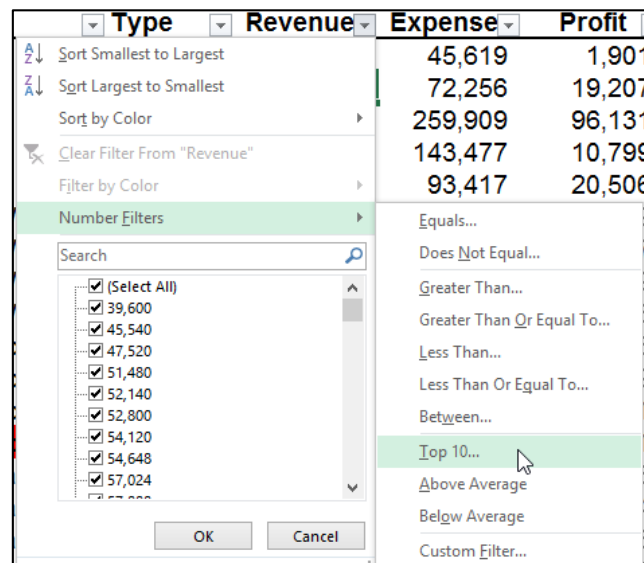 Type Revenue Expense Profit
Sort Smallest to Largest
Sort Largest to Smallest
Sort by Color
Clear Filter From "Revenue"
Filter by Color
Number Filters
Search
(Select All)
39,600
45,540
47,520
51,480
52,140
52,800
54,120
54,648
57,024
OK Cancel
45,619 1,901
72,256 19,207
259,909 96,131
143,477 10,799
93,417 20,506
Equals...
Does Not Equal...
Greater Than...
Greater Than Or Equal To...
Less Than...
Less Than Or Equal To...
Between...
Top 10...
Above Average
Below Average
Custom Filter...